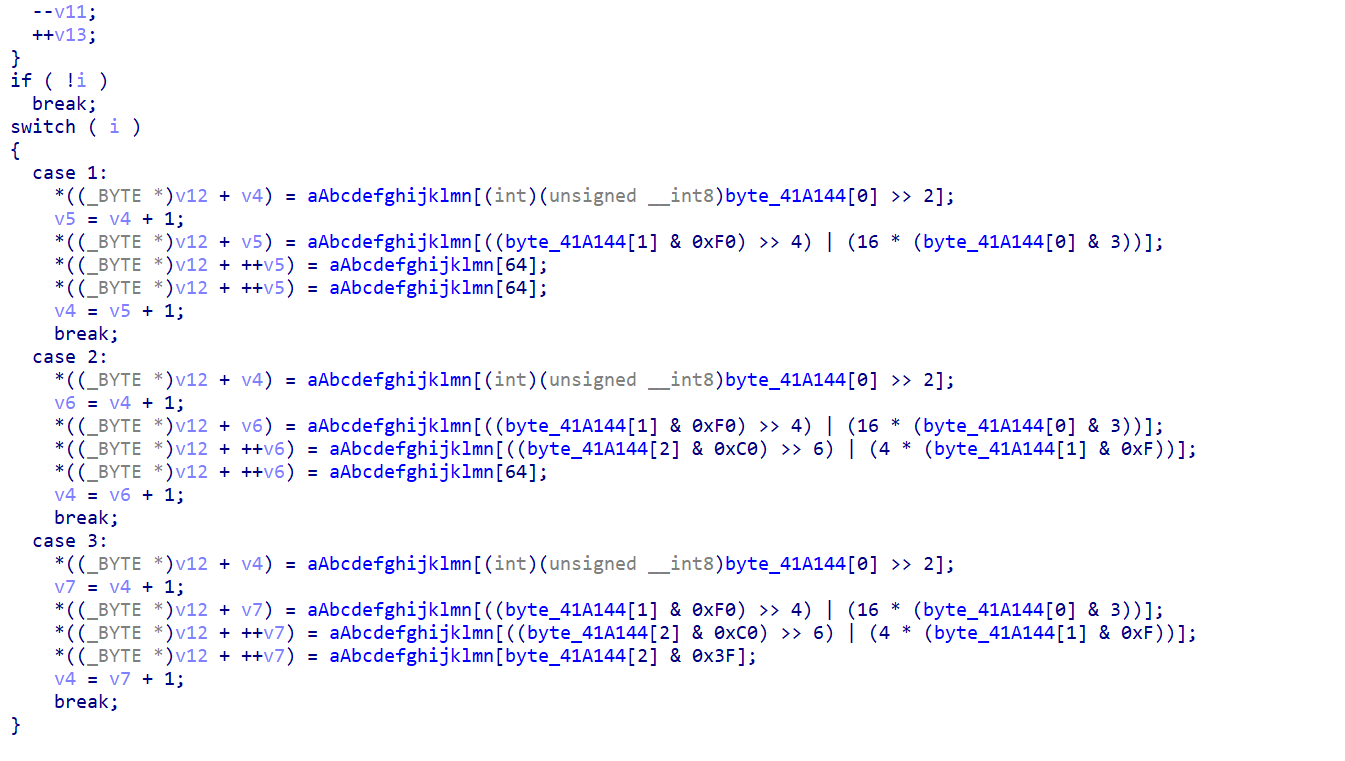 --v11;
++v13;
}
if ( !i )
break;
switch ( i )
{
case 1:
*((_BYTE *)v12 + v4) = aAbcdefghijklmn[(int)(unsigned __int8)byte_41A144[0] >> 2];
v5 = v4 + 1;
*((_BYTE *)v12 + v5) = aAbcdefghijklmn[((byte_41A144[1] & 0xF0) >> 4) | (16 * (byte_41A144[0] & 3))];
*((_BYTE *)v12 + ++v5) = aAbcdefghijklmn[64];
*((_BYTE *)v12 + ++v5) = aAbcdefghijklmn[64];
v4 = v5 + 1;
break;
case 2:
*((_BYTE *)v12 + v4) = aAbcdefghijklmn[(int)(unsigned __int8)byte_41A144[0] >> 2];
v6 = v4 + 1;
*((_BYTE *)v12 + v6) = aAbcdefghijklmn[((byte_41A144[1] & 0xF0) >> 4) | (16 * (byte_41A144[0] & 3))];
*((_BYTE *)v12 + ++v6) = aAbcdefghijklmn[((byte_41A144[2] & 0xC0) >> 6) | (4 * (byte_41A144[1] & 0xF))];
*((_BYTE *)v12 + ++v6) = aAbcdefghijklmn[64];
v4 = v6 + 1;
break;
case 3:
*((_BYTE *)v12 + v4) = aAbcdefghijklmn[(int)(unsigned __int8)byte_41A144[0] >> 2];
v7 = v4 + 1;
*((_BYTE *)v12 + v7) = aAbcdefghijklmn[((byte_41A144[1] & 0xF0) >> 4) | (16 * (byte_41A144[0] & 3))];
*((_BYTE *)v12 + ++v7) = aAbcdefghijklmn[((byte_41A144[2] & 0xC0) >> 6) | (4 * (byte_41A144[1] & 0xF))];
*((_BYTE *)v12 + ++v7) = aAbcdefghijklmn[byte_41A144[2] & 0x3F];
v4 = v7 + 1;
break;
}